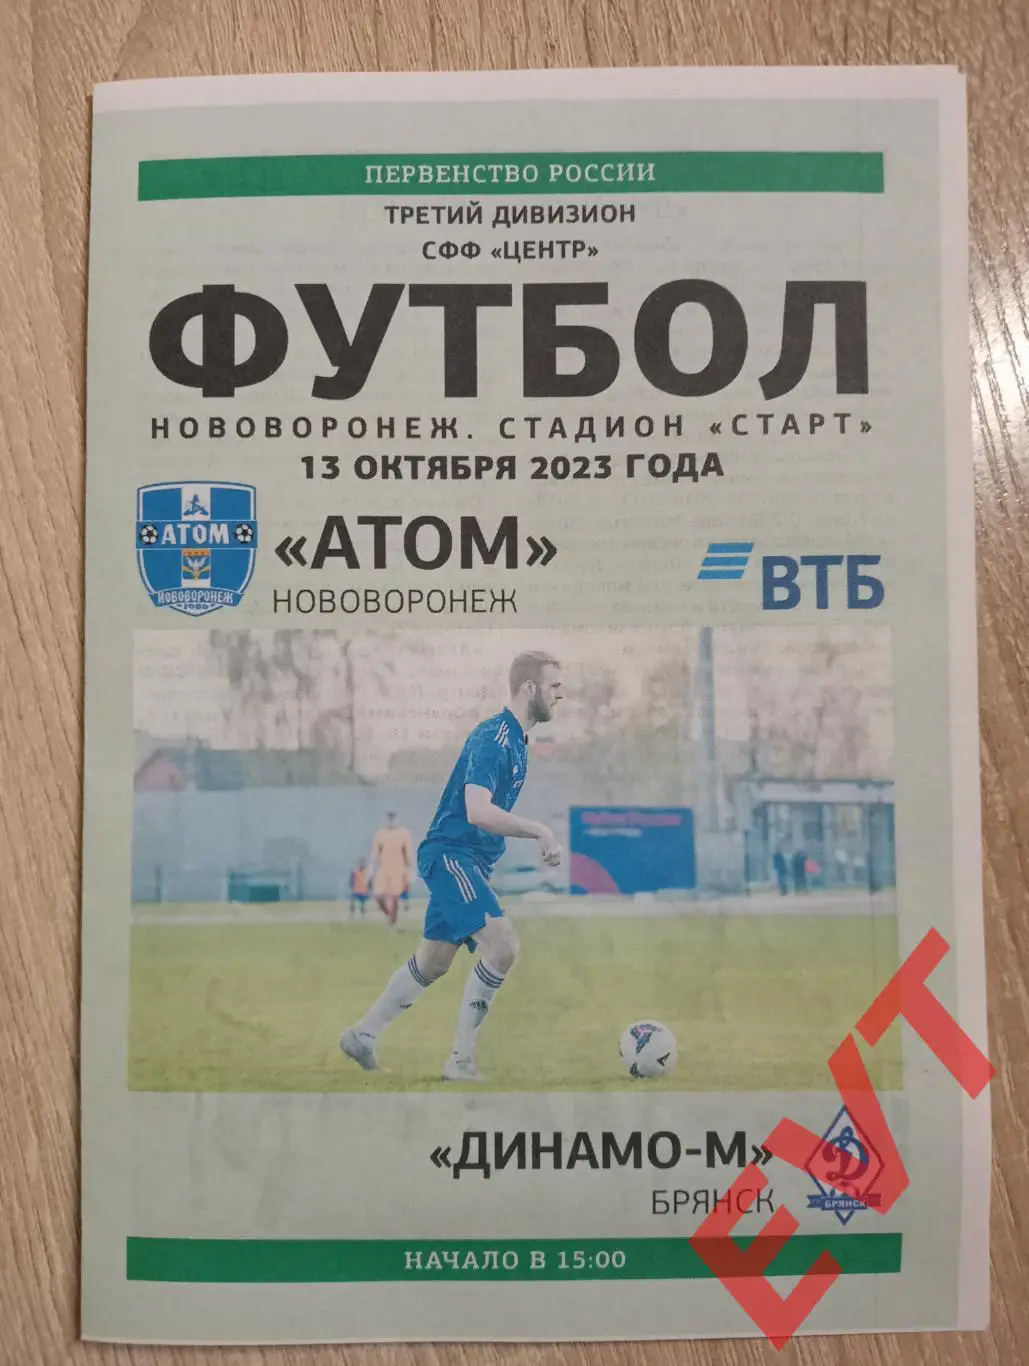 ПЕРВЕНСТВО РОССИИ
ТРЕТИЙ ДИВИЗИОН
СФФ «ЦЕНТР»
ФУТБОЛ
НОВОВОРОНЕЖ. СТАДИОН «СТАРТ»
13 ОКТЯБРЯ 2023 ГОДА
АТОМ
НОВОВОРОНЕЖ
1986
«АТОМ»
НОВОВОРОНЕЖ
ВТБ
«ДИНАМО-М»
БРЯНСК
Д
БРЯНСК
НАЧАЛО В 15:00
EVT